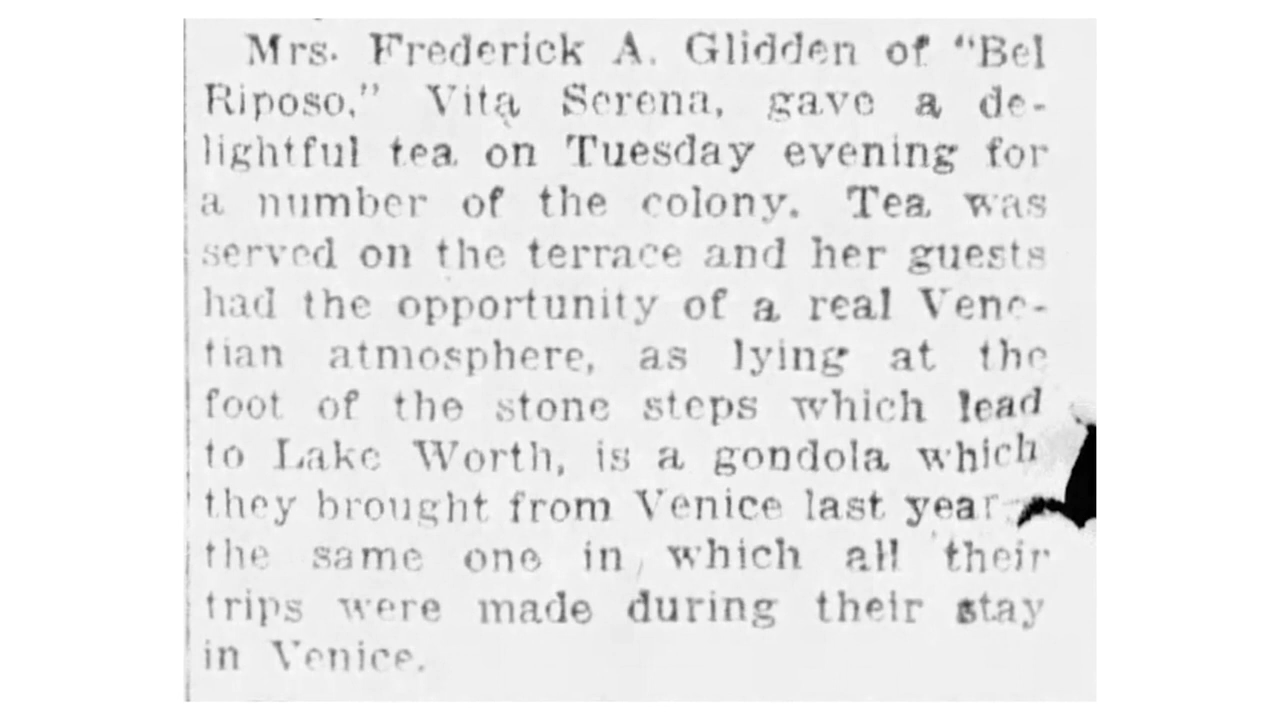 Mrs. Frederick A. Glidden of "Bel
Riposo," Vita Serena, gave a de-
lightful tea on Tuesday evening for
a number of the colony. Tea was
served on the terrace and her guests
had the opportunity of a real Vene-
tian atmosphere, as lying at the
foot of the stone steps which lead
to Lake Worth, is a gondola which
they brought from Venice last year
the same one in which all their
trips were made during their stay
in Venice.